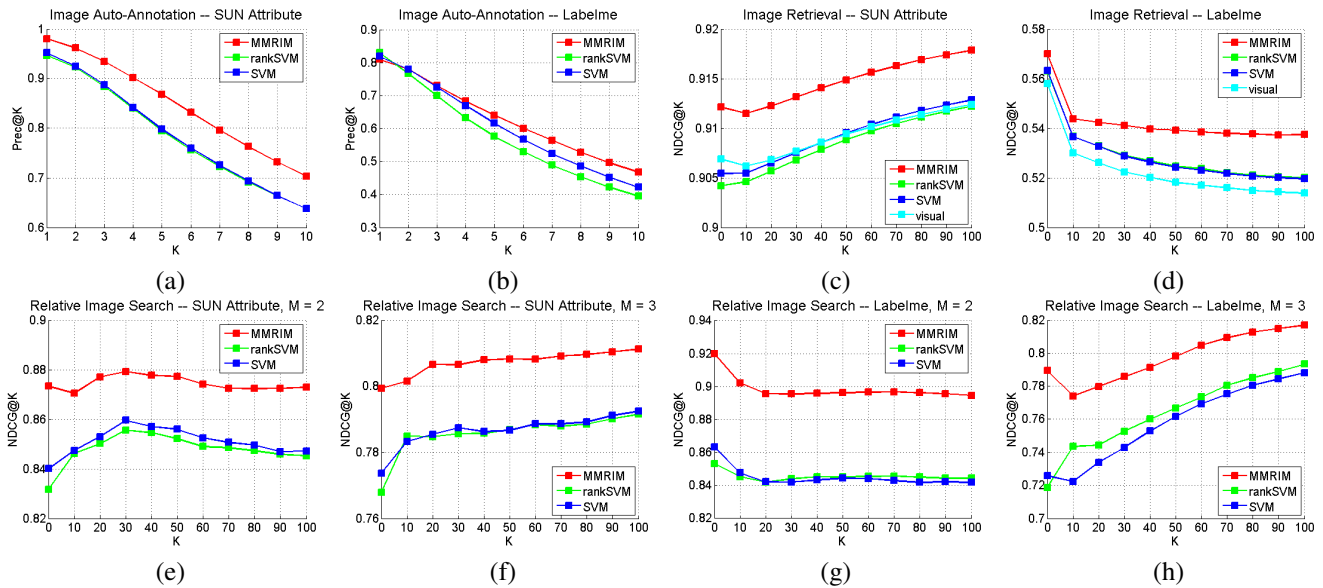 Image Auto-Annotation -- SUN Attribute
1
0.9
0.8
0.7
0.6
Prec@K
1 2 3 4 5 6 7 8 9 10
K
MMRIM
rankSVM
SVM
(a)
Image Auto-Annotation -- Labelme
0.9
0.8
0.7
0.6
0.5
0.4
0.3
Prec@K
1 2 3 4 5 6 7 8 9 10
K
MMRIM
rankSVM
SVM
(b)
Image Retrieval -- SUN Attribute
0.92
0.915
0.91
0.905
0.9
NDCG@K
0 10 20 30 40 50 60 70 80 90 100
K
MMRIM
rankSVM
SVM
visual
(c)
Image Retrieval -- Labelme
0.58
0.56
0.54
0.52
0.5
NDCG@K
0 10 20 30 40 50 60 70 80 90 100
K
MMRIM
rankSVM
SVM
visual
(d)
Relative Image Search -- SUN Attribute, M = 2
0.9
0.88
0.86
0.84
0.82
NDCG@K
0 10 20 30 40 50 60 70 80 90 100
K
MMRIM
rankSVM
SVM
(e)
Relative Image Search -- SUN Attribute, M = 3
0.82
0.8
0.78
0.76
NDCG@K
0 10 20 30 40 50 60 70 80 90 100
K
MMRIM
rankSVM
SVM
(f)
Relative Image Search -- Labelme, M = 2
0.94
0.92
0.9
0.88
0.86
0.84
0.82
NDCG@K
0 10 20 30 40 50 60 70 80 90 100
K
MMRIM
rankSVM
SVM
(g)
Relative Image Search -- Labelme, M = 3
0.82
0.8
0.78
0.76
0.74
0.72
0.7
NDCG@K
0 10 20 30 40 50 60 70 80 90 100
K
MMRIM
rankSVM
SVM
(h)